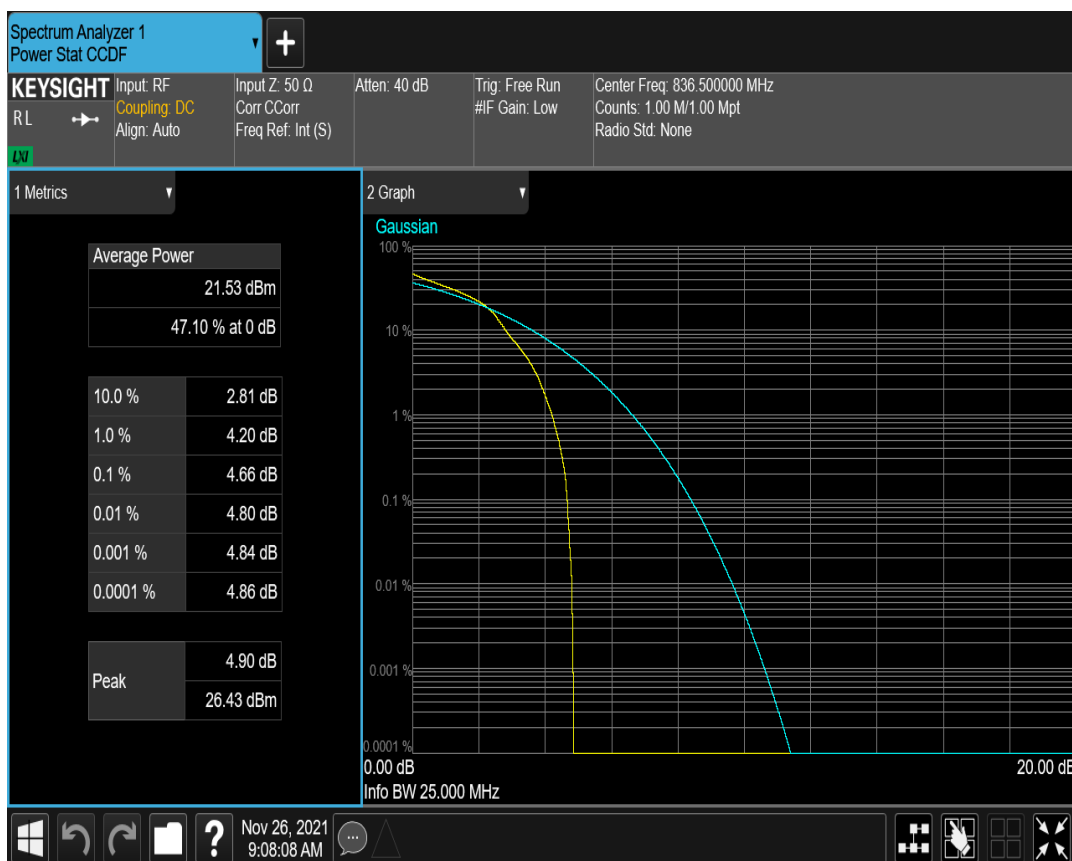 Spectrum Analyzer 1
Power Stat CCDF
KEYSIGHT
RL
LXI
Input: RF
Coupling: DC
Align: Auto
Input Z: 50 Ω
Corr CCorr
Freq Ref: Int (S)
Atten: 40 dB
Trig: Free Run
#IF Gain: Low
Center Freq: 836.500000 MHz
Counts: 1.00 M/1.00 Mpt
Radio Std: None
1 Metrics
Average Power
21.53 dBm
47.10 % at 0 dB
10.0 % 2.81 dB
1.0 % 4.20 dB
0.1 % 4.66 dB
0.01 % 4.80 dB
0.001 % 4.84 dB
0.0001 % 4.86 dB
Peak
4.90 dB
26.43 dBm
2 Graph
Gaussian
100 %
10 %
1 %
0.1 %
0.01 %
0.001 %
0.0001 %
0.00 dB
20.00 dB
Info BW 25.000 MHz
Nov 26, 2021
9:08:08 AM